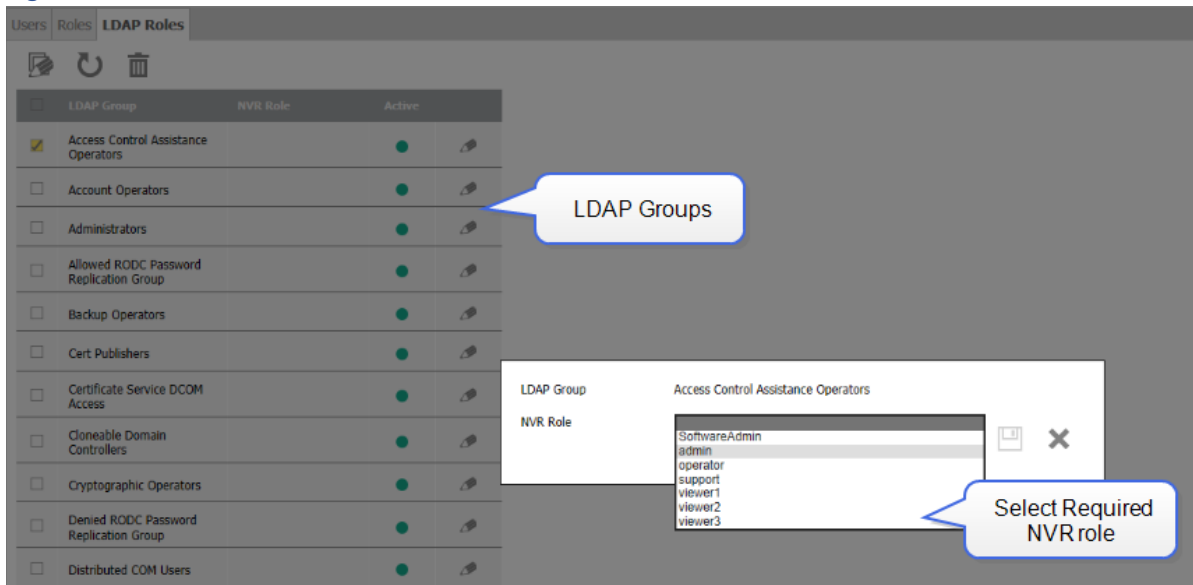 Users Roles LDAP Roles
LDAP Group NVR Role Active
Access Control Assistance
Operators
Account Operators
Administrators
Allowed RODC Password
Replication Group
Backup Operators
Cert Publishers
Certificate Service DCOM
Access
Cloneable Domain
Controllers
Cryptographic Operators
Denied RODC Password
Replication Group
Distributed COM Users
LDAP Groups
LDAP Group Access Control Assistance Operators
NVR Role
SoftwareAdmin
admin
operator
support
viewer1
viewer2
viewer3
Select Required
NVR role